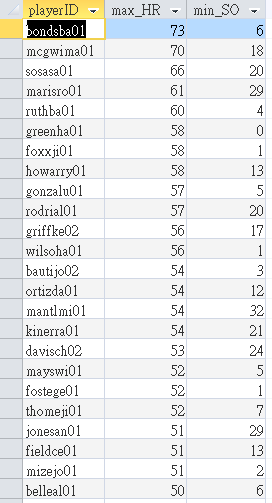 playerID max_HR min_SO
bondsba01 73 6
mcgwima01 70 18
sosasa01 66 20
marisro01 61 29
ruthba01 60 4
greenha01 58 0
foxxji01 58 1
howarry01 58 13
gonzalu01 57 5
rodrial01 57 20
griffke02 56 17
wilsoha01 56 1
bautijo02 54 3
ortizda01 54 12
mantlmi01 54 32
kinerra01 54 21
davisch02 53 24
mayswi01 52 5
fostege01 52 1
thomeji01 52 7
jonesan01 51 29
fieldce01 51 13
mizejo01 51 2
belleal01 50 6